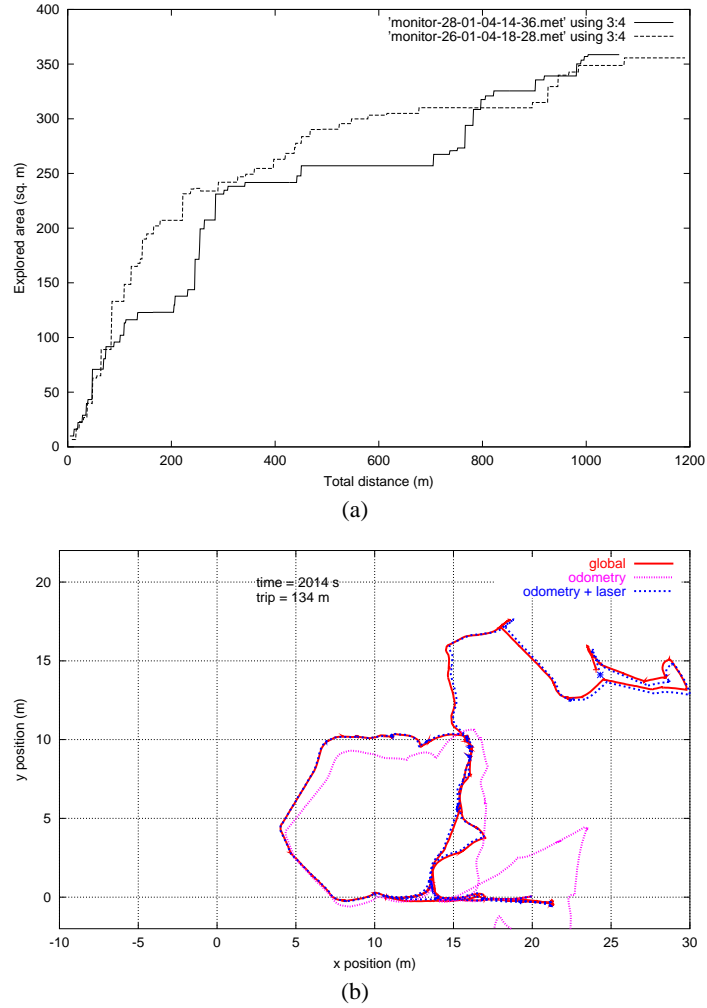 400
350
300
250
200
150
100
50
0
Explored area (sq. m)
'monitor-28-01-04-14-36.met' using 3:4
'monitor-26-01-04-18-28.met' using 3:4
0 200 400 600 800 1000 1200
Total distance (m)
(a)
20
15
10
5
0
y position (m)
time = 2014 s
trip = 134 m
global
odometry
odometry + laser
-10 -5 0 5 10 15 20 25 30
x position (m)
(b)